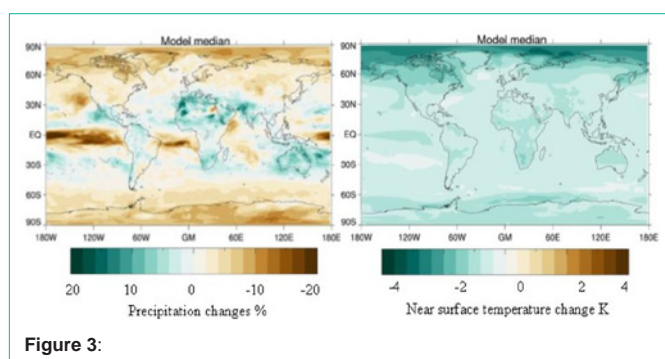 Model median
Model median
90N
60N
30N
EQ
30S
60S
90S
180W 120W 60W GM 60E 120E 180E
90N
60N
30N
EQ
30S
60S
90S
180W 120W 60W GM 60E 120E 180E
20 10 0 -10 -20
Precipitation changes %
-4 -2 0 2 4
Near surface temperature change K
Figure 3: